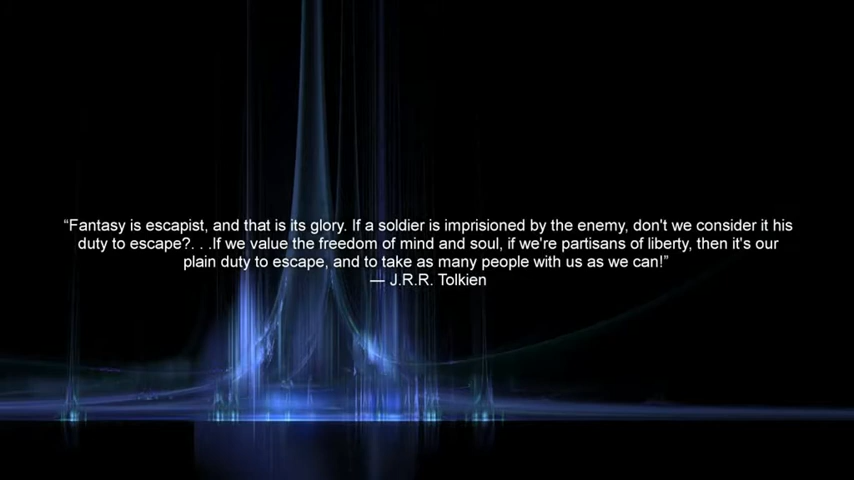 “Fantasy is escapist, and that is its glory. If a soldier is imprisioned by the enemy, don't we consider it his
duty to escape?. . .If we value the freedom of mind and soul, if we're partisans of liberty, then it's our
plain duty to escape, and to take as many people with us as we can!”
— J.R.R. Tolkien